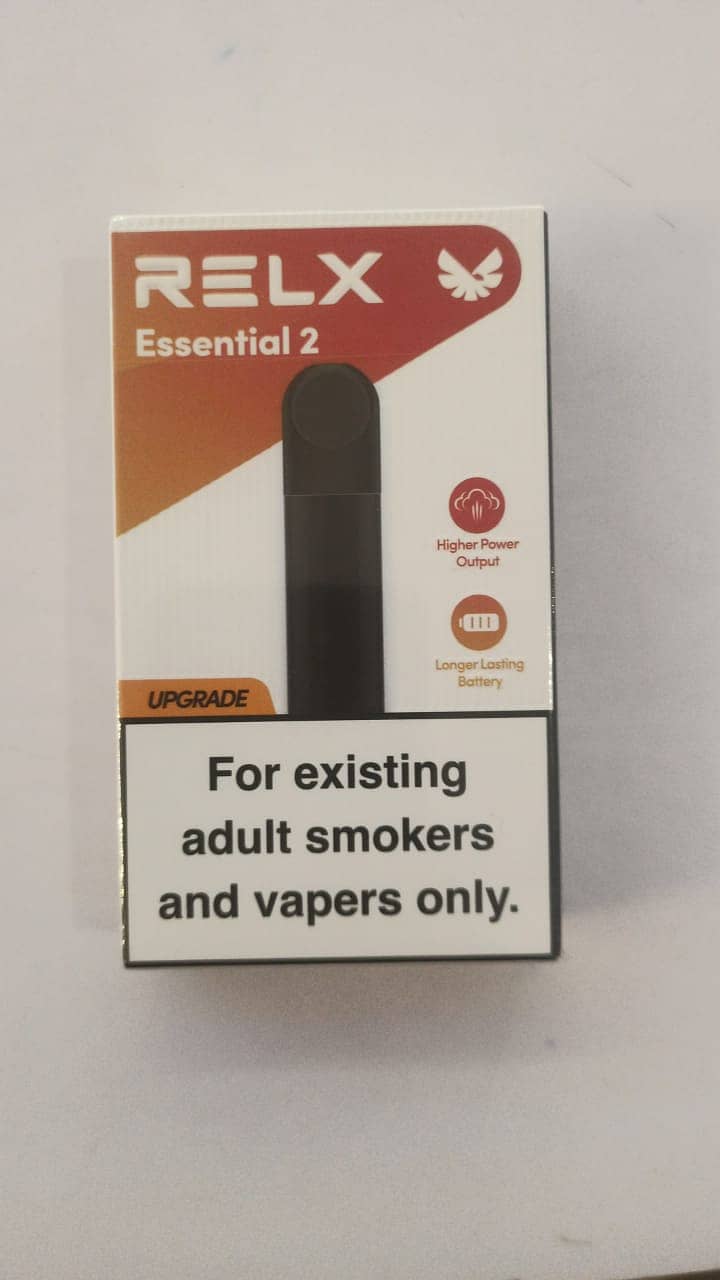 RELX
Essential 2
Higher Power
Output
Longer Lasting
Battery
UPGRADE
For existing
adult smokers
and vapers only.